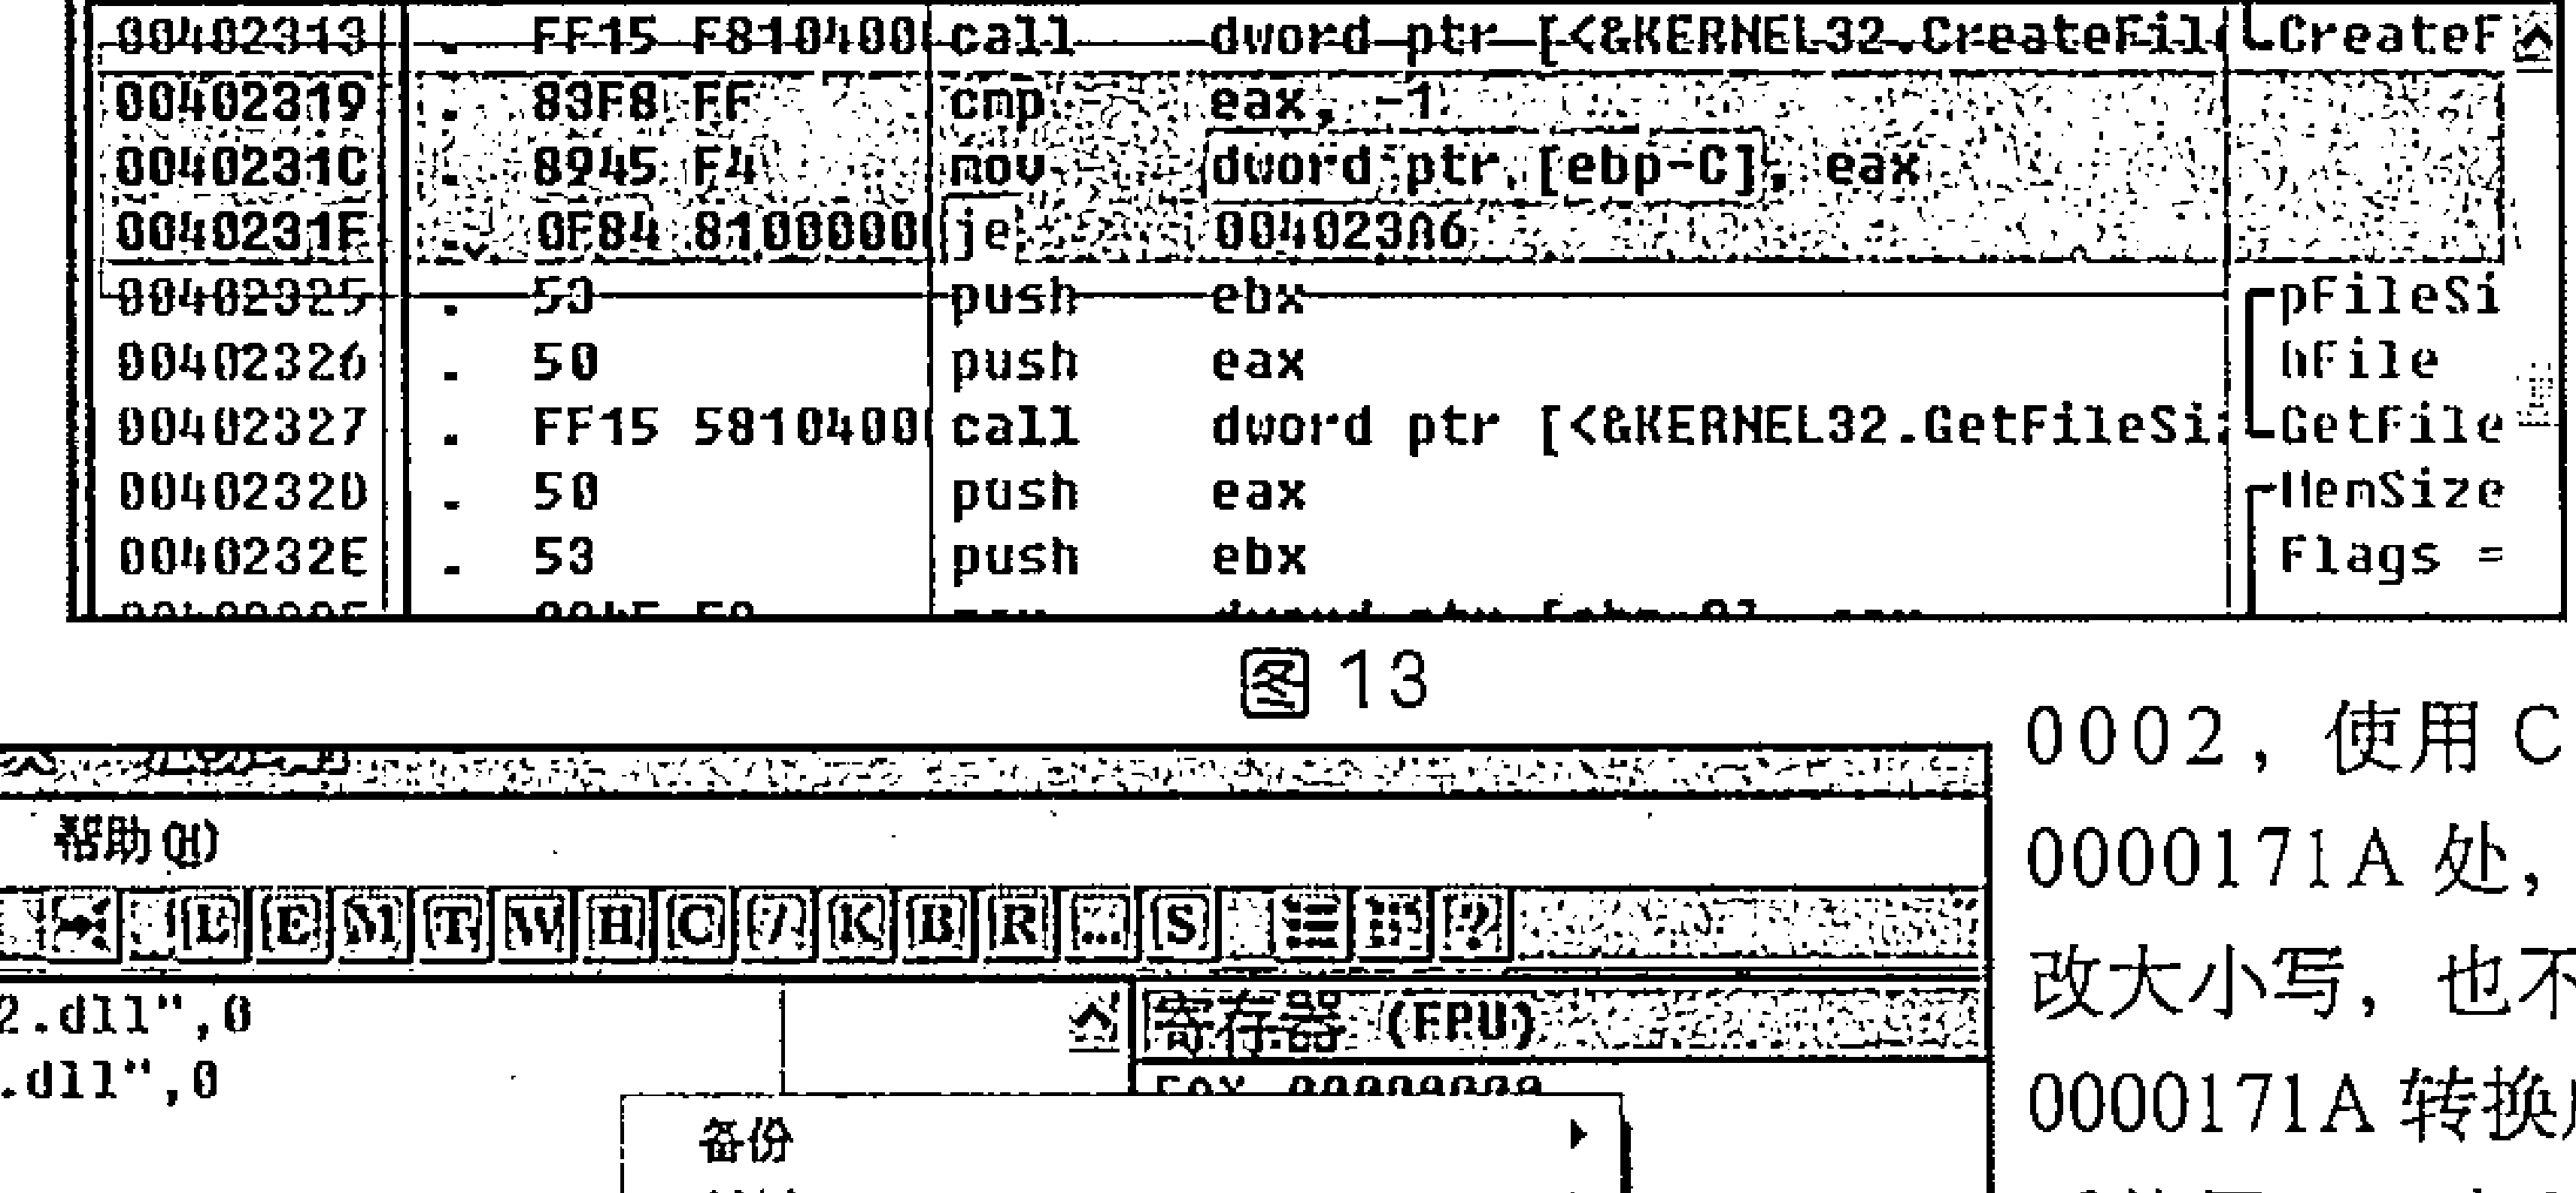 00402313 . FF15 F8104000 call dword ptr [<&KERNEL32.CreateFil CreateF
00402319 . 83F8 FF cmp eax, -1
0040231C . 8945 F4 mov dword ptr [ebp-C], eax
0040231F . 0F84 81000000 je 004023A6
00402325 . 53 push ebx pFileSi
00402326 . 50 push eax hFile
00402327 . FF15 58104000 call dword ptr [<&KERNEL32.GetFileSi GetFile
0040232D . 50 push eax MemSize
0040232E . 53 push ebx Flags =
图 13
帮助(H)
L E M T W H C / K B R ... S ?
2.dll",0
.dll",0
寄存器 (FPU)
备份
0002, 使用 C
0000171A 处,
改大小写, 也不
0000171A 转换